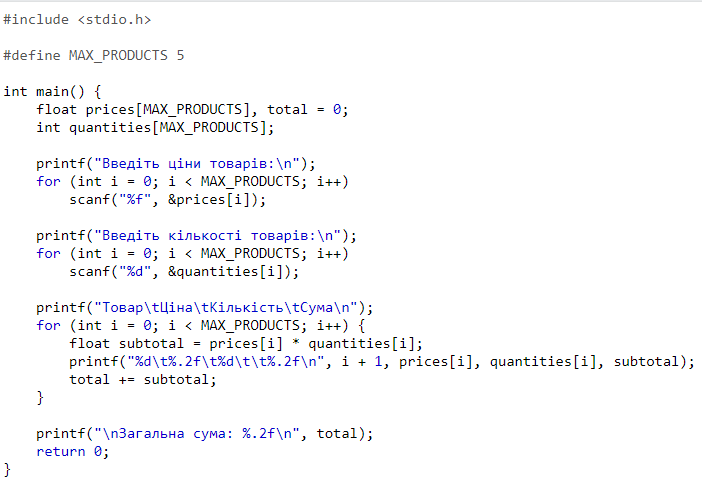 #include <stdio.h>

#define MAX_PRODUCTS 5

int main() {
    float prices[MAX_PRODUCTS], total = 0;
    int quantities[MAX_PRODUCTS];

    printf("Введіть ціни товарів:\n");
    for (int i = 0; i < MAX_PRODUCTS; i++)
        scanf("%f", &prices[i]);

    printf("Введіть кількості товарів:\n");
    for (int i = 0; i < MAX_PRODUCTS; i++)
        scanf("%d", &quantities[i]);

    printf("Товар\tЦіна\tКількість\tСума\n");
    for (int i = 0; i < MAX_PRODUCTS; i++) {
        float subtotal = prices[i] * quantities[i];
        printf("%d\t%.2f\t%d\t\t%.2f\n", i + 1, prices[i], quantities[i], subtotal);
        total += subtotal;
    }

    printf("\nЗагальна сума: %.2f\n", total);
    return 0;
}